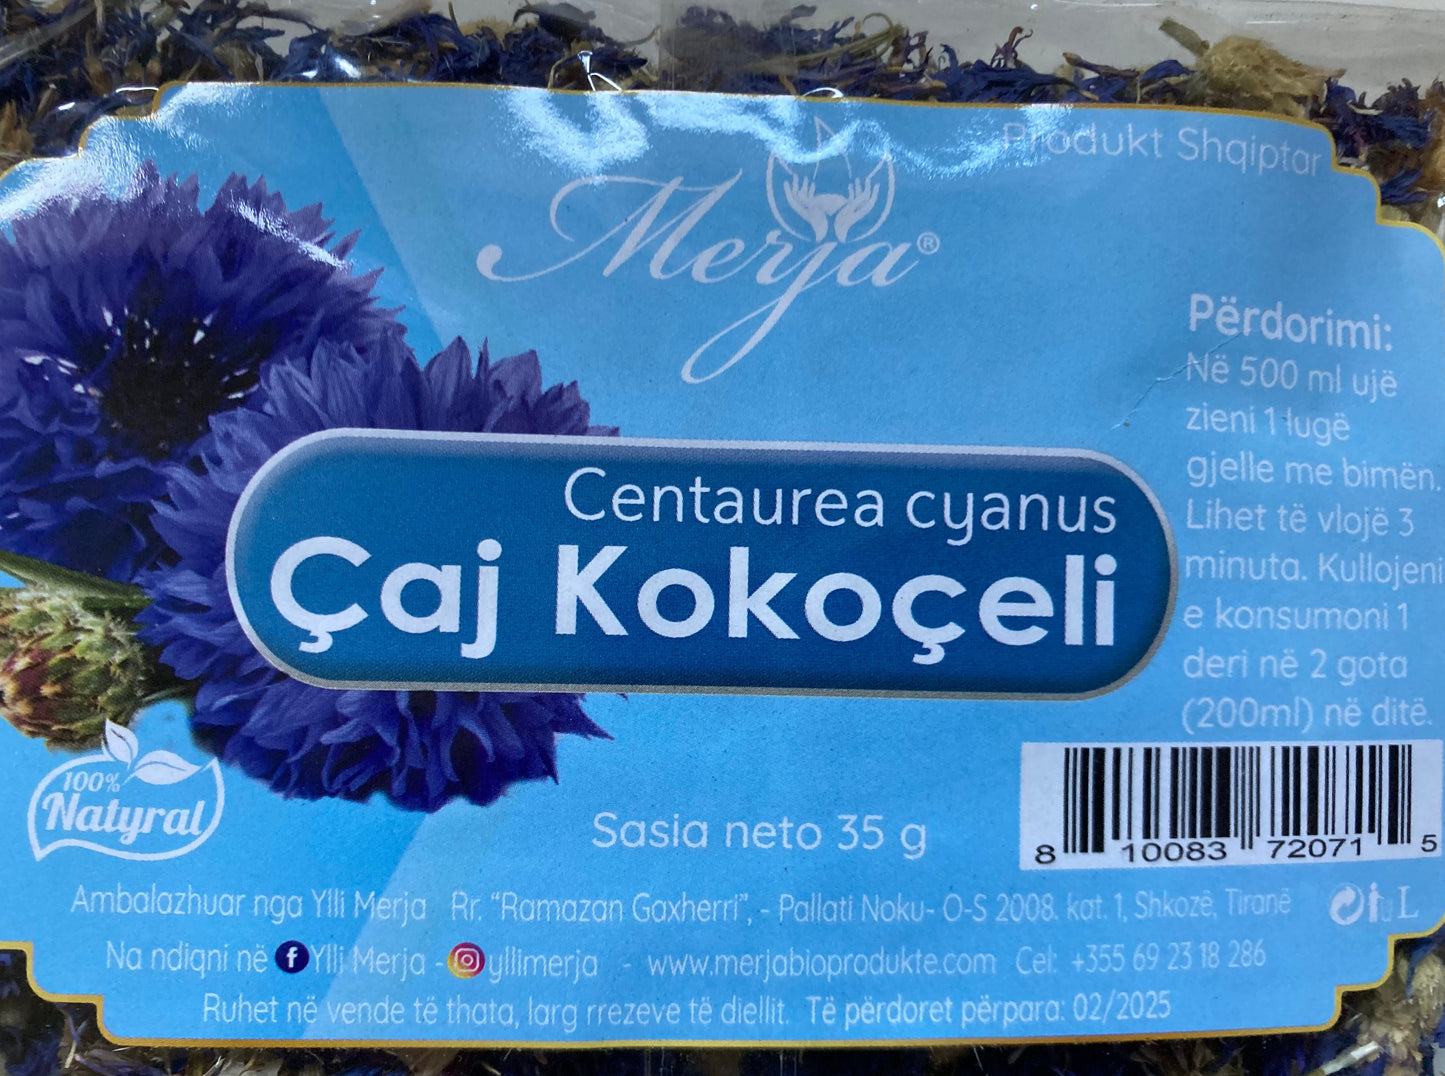 Produkt Shqiptar
Merja®
Përdorimi:
Në 500 ml ujë
zieni 1 lugë
gjelle me bimën.
Lihet të vlojë 3
minuta. Kullojeni
e konsumoni 1
deri në 2 gota
(200ml) në ditë.
Centaurea cyanus
Çaj Kokoçeli
100%
Natyral
Sasia neto 35 g
8 10083 72071 5
Ambalazhuar nga Ylli Merja Rr. “Ramazan Gaxherri”, - Pallati Noku- O-S 2008. kat. 1, Shkozë, Tiranë
Na ndiqni në Ylli Merja - yllimerja - www.merjabioprodukte.com Cel: +355 69 23 18 286
Ruhet në vende të thata, larg rrezeve të diellit. Të përdoret përpara: 02/2025